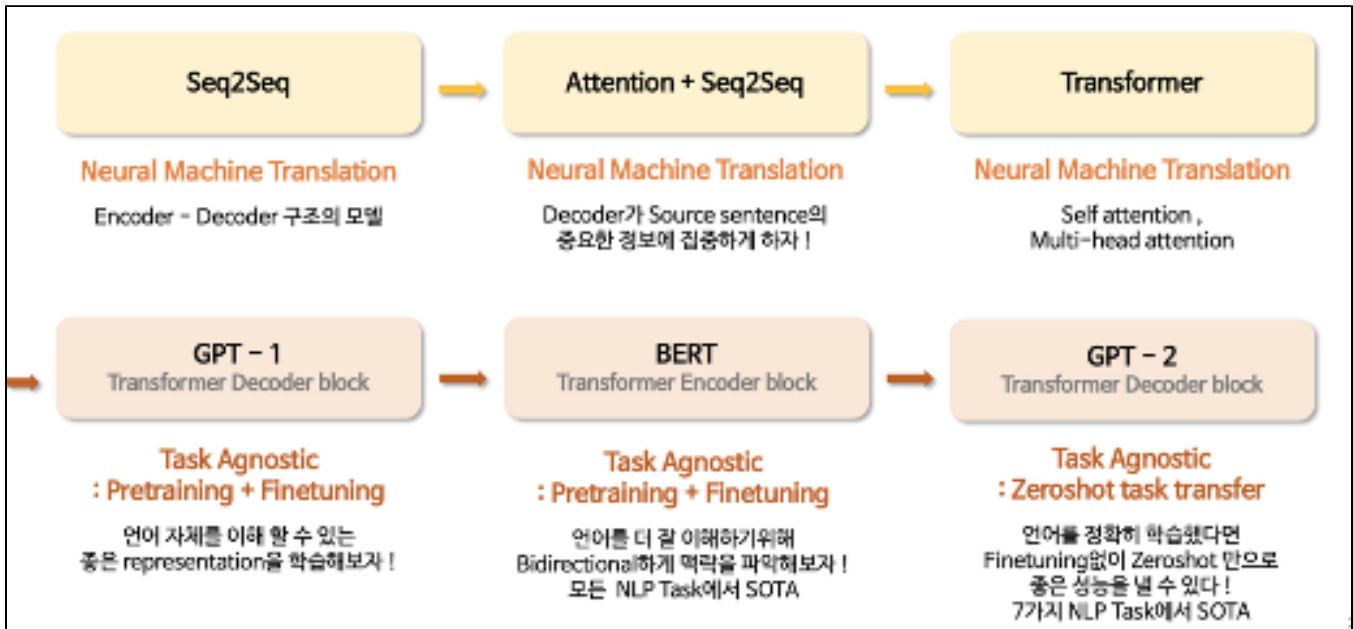 Seq2Seq
Attention + Seq2Seq
Transformer
Neural Machine Translation
Neural Machine Translation
Neural Machine Translation
Encoder - Decoder 구조의 모델
Decoder가 Source sentence의
중요한 정보에 집중하게 하자 !
Self attention ,
Multi-head attention
GPT - 1
Transformer Decoder block
BERT
Transformer Encoder block
GPT - 2
Transformer Decoder block
Task Agnostic
: Pretraining + Finetuning
언어 자체를 이해 할 수 있는
좋은 representation을 학습해보자 !
Task Agnostic
: Pretraining + Finetuning
언어를 더 잘 이해하기위해
Bidirectional하게 맥락을 파악해보자 !
모든 NLP Task에서 SOTA
Task Agnostic
: Zeroshot task transfer
언어를 정확히 학습했다면
Finetuning없이 Zeroshot 만으로
좋은 성능을 낼 수 있다 !
7가지 NLP Task에서 SOTA